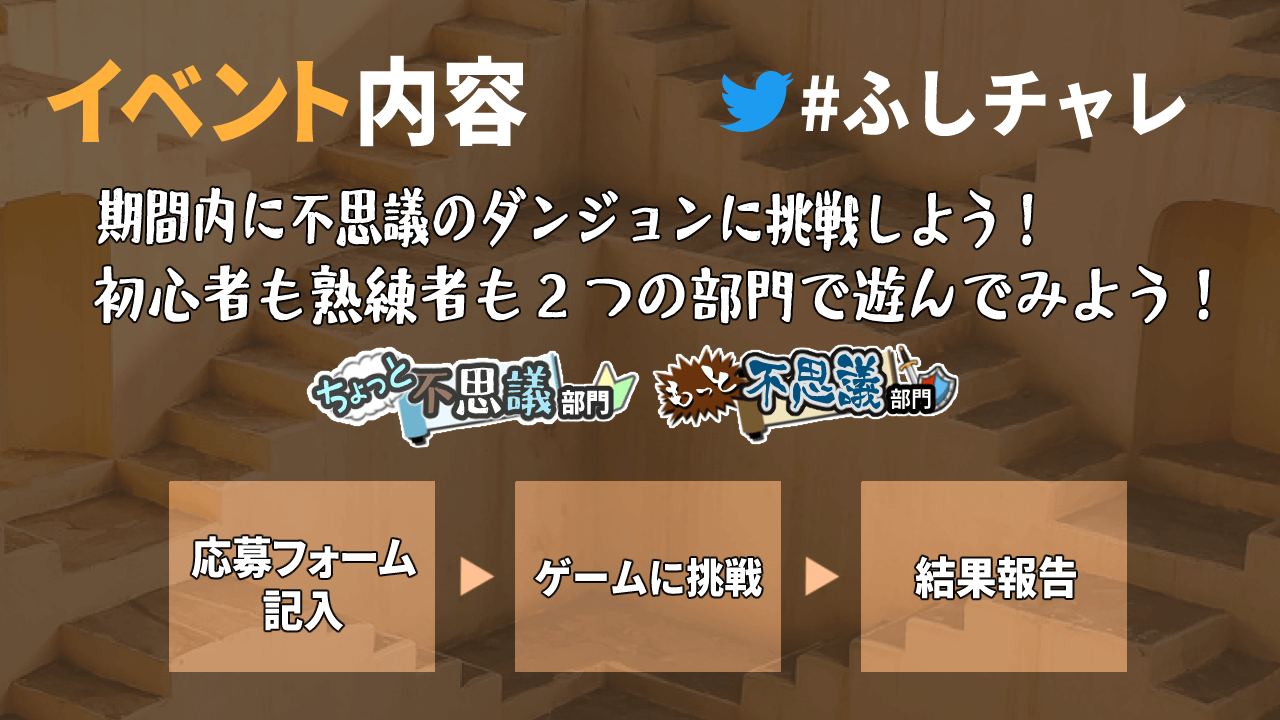 イベント内容
#ふしチャレ
期間内に不思議のダンジョンに挑戦しよう！
初心者も熟練者も２つの部門で遊んでみよう！
ちょっと不思議部門
もっと不思議部門
応募フォーム
記入
ゲームに挑戦
結果報告